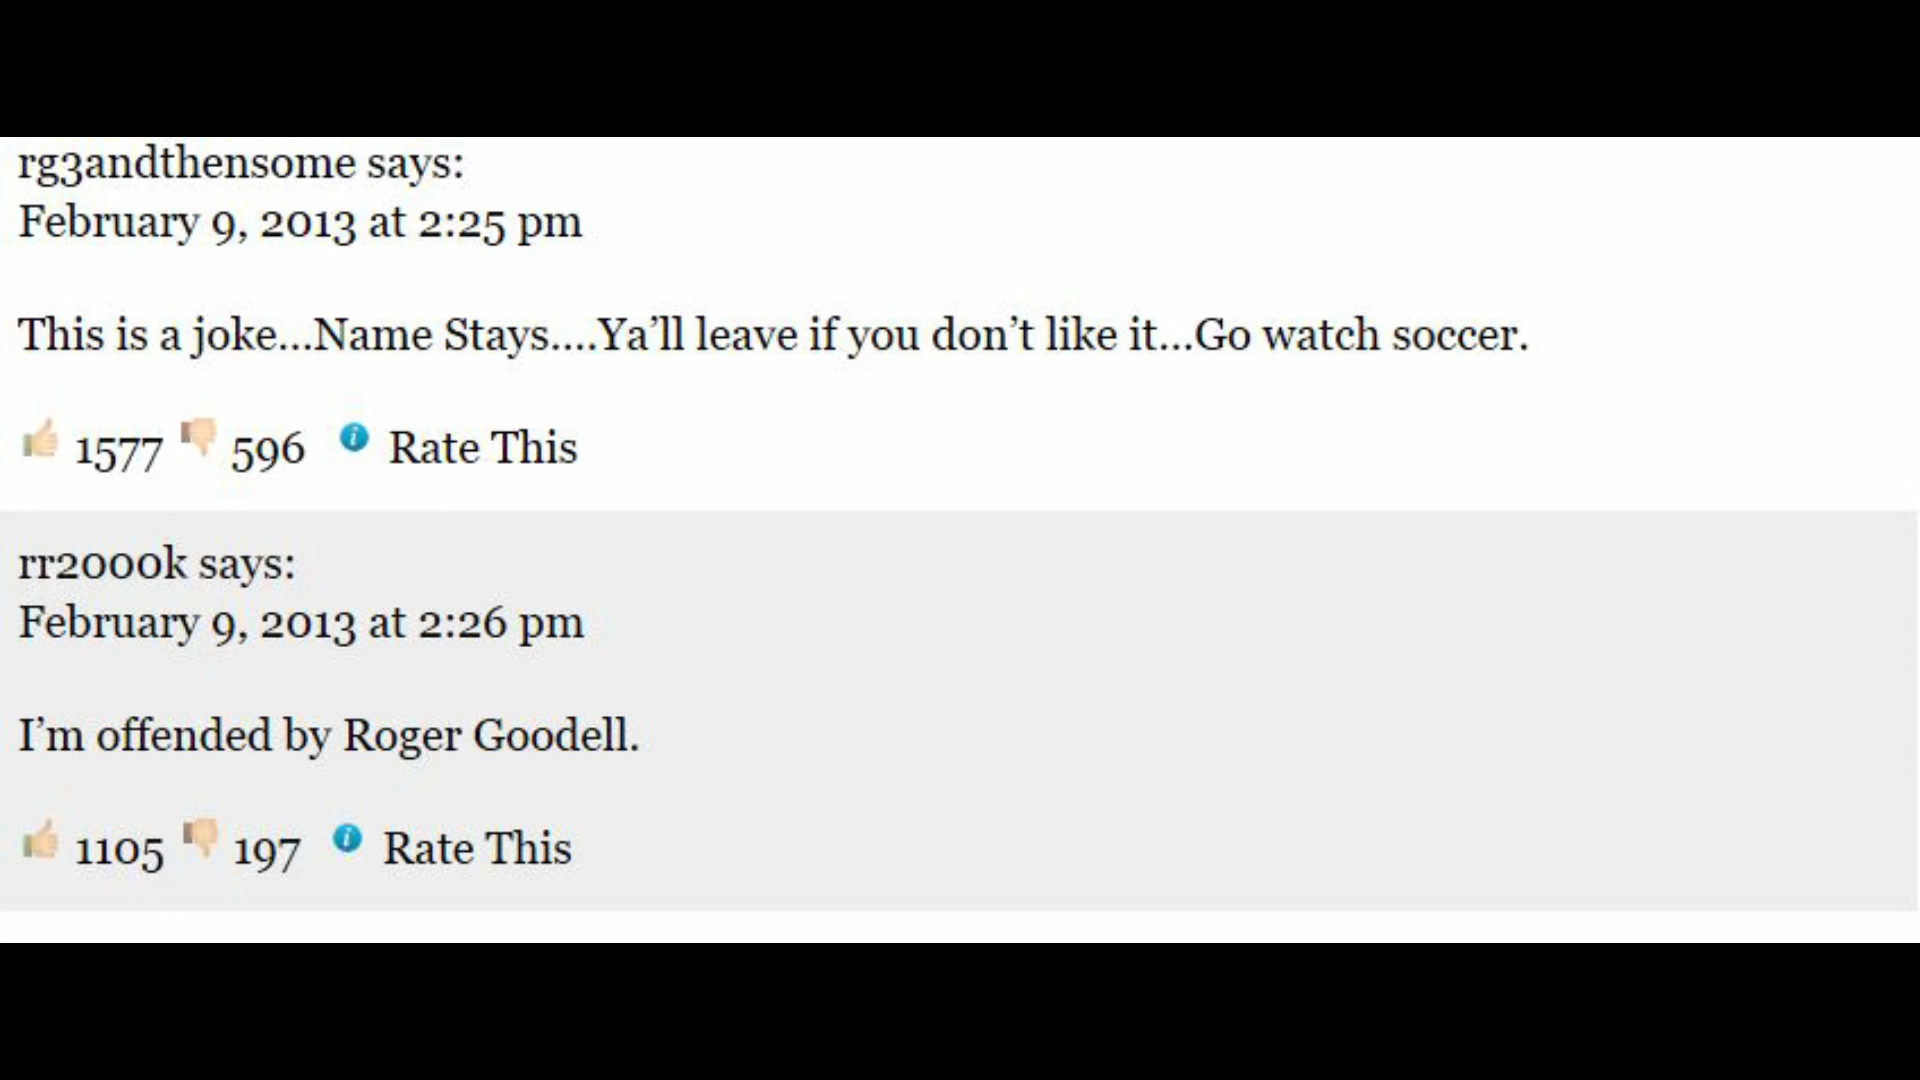 rg3andthensome says:
February 9, 2013 at 2:25 pm
This is a joke...Name Stays....Ya’ll leave if you don’t like it...Go watch soccer.
1577 596 i Rate This
rr2000k says:
February 9, 2013 at 2:26 pm
I’m offended by Roger Goodell.
1105 197 i Rate This